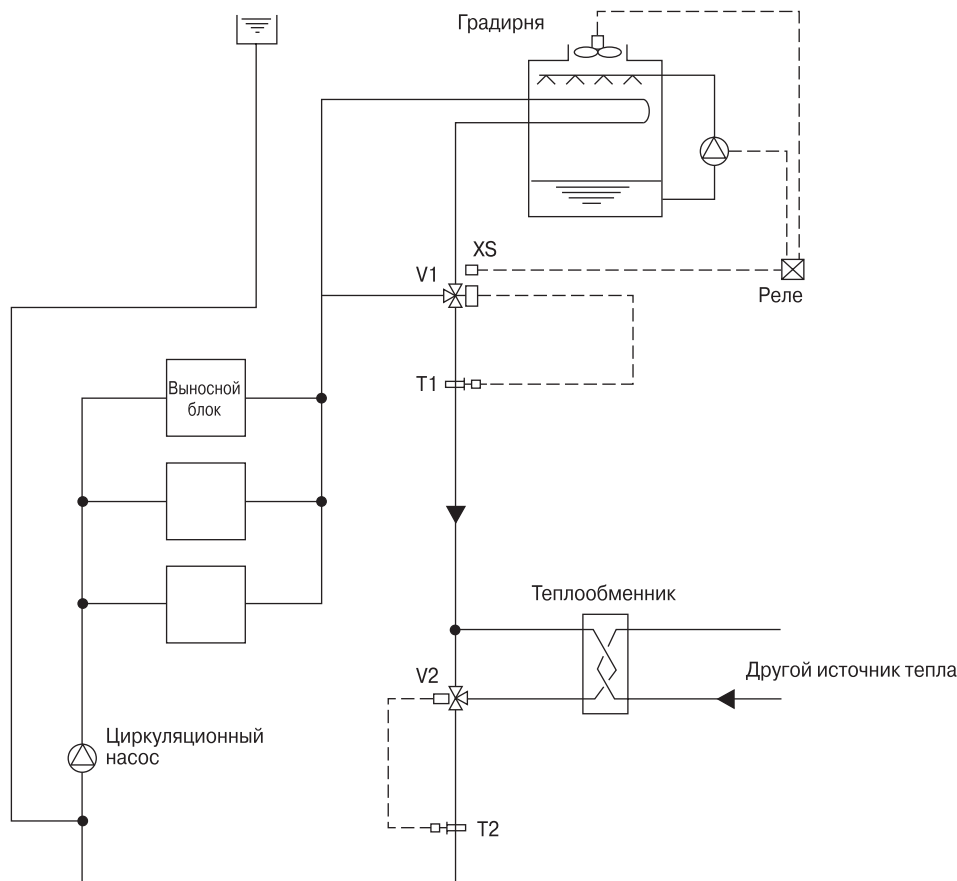 Градирня
XS
V1
Реле
T1
Выносной
блок
Теплообменник
V2
Другой источник тепла
Циркуляционный
насос
T2